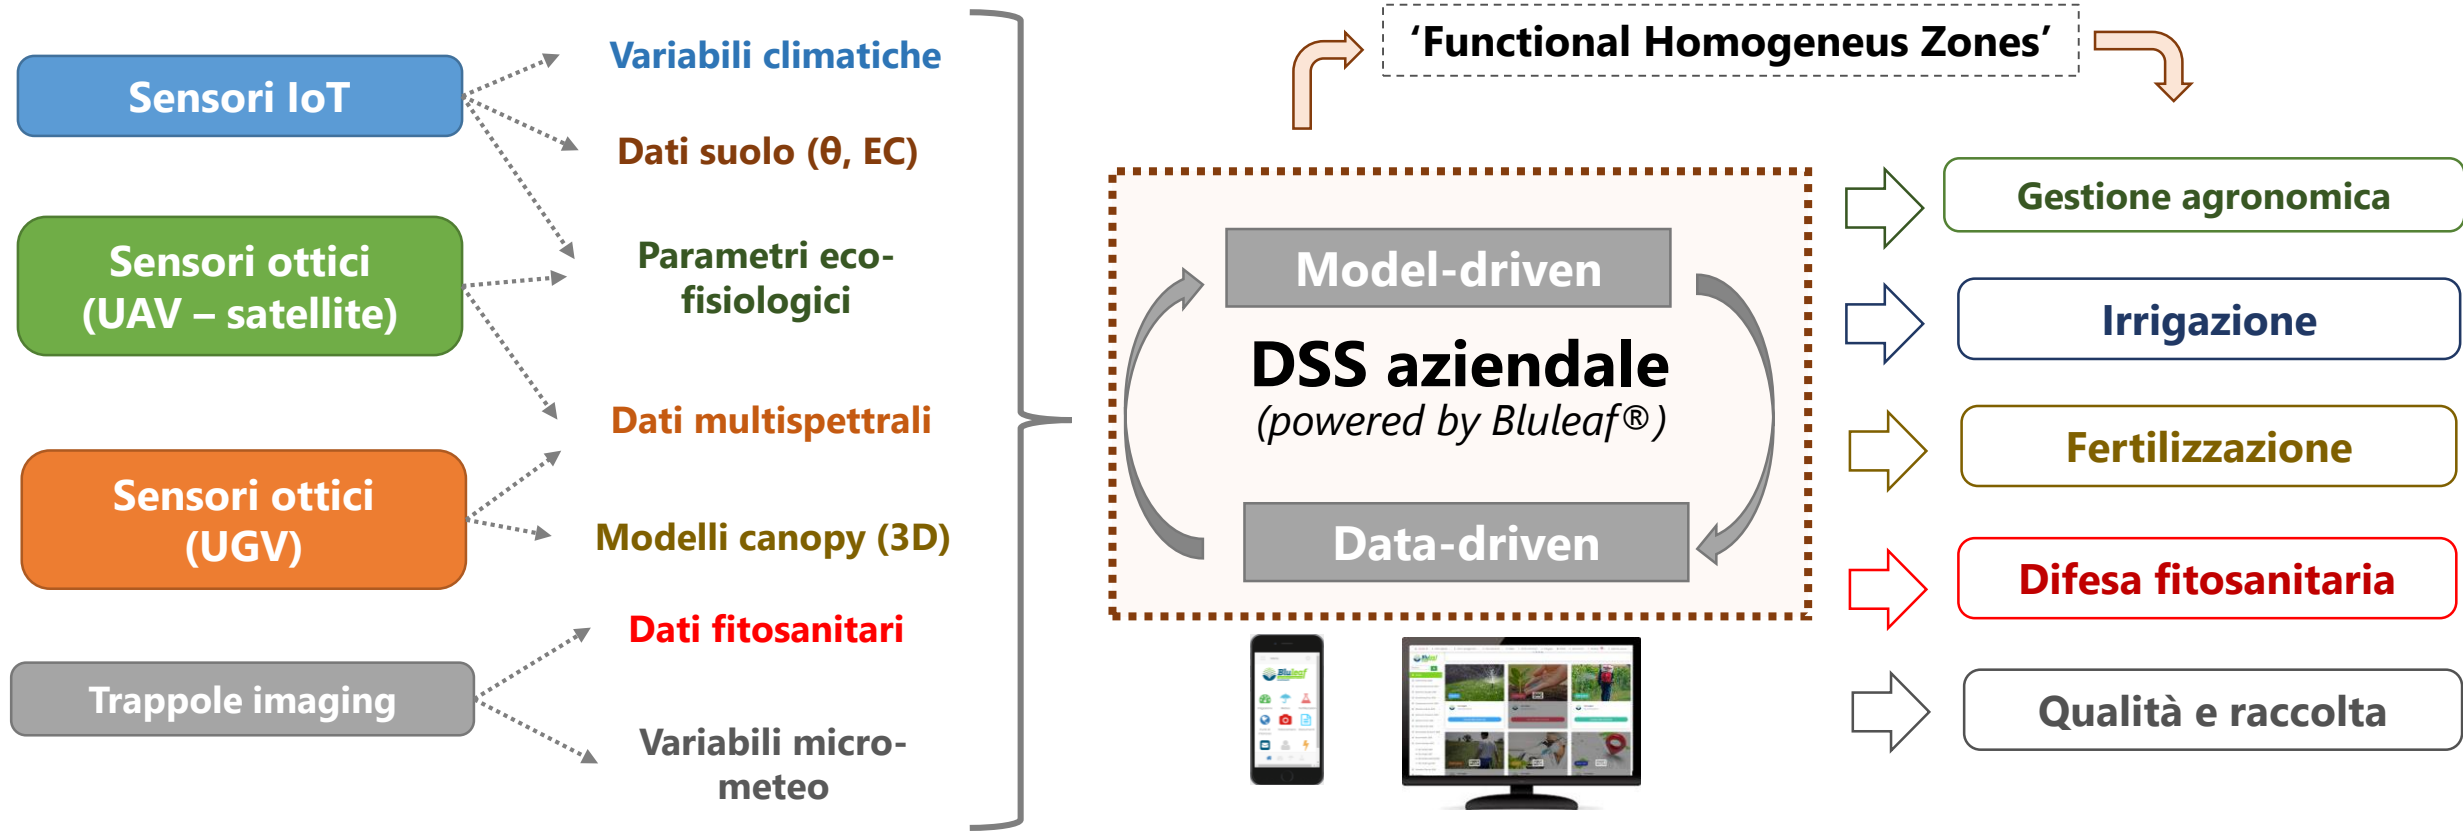 Sensori IoT
Sensori ottici
(UAV – satellite)
Sensori ottici
(UGV)
Trappole imaging
Variabili climatiche
Dati suolo (θ, EC)
Parametri eco-
fisiologici
Dati multispettrali
Modelli canopy (3D)
Dati fitosanitari
Variabili micro-
meteo
‘Functional Homogeneus Zones’
Model-driven
DSS aziendale
(powered by Bluleaf®)
Data-driven
Bluleaf
Gestione agronomica
Irrigazione
Fertilizzazione
Difesa fitosanitaria
Qualità e raccolta